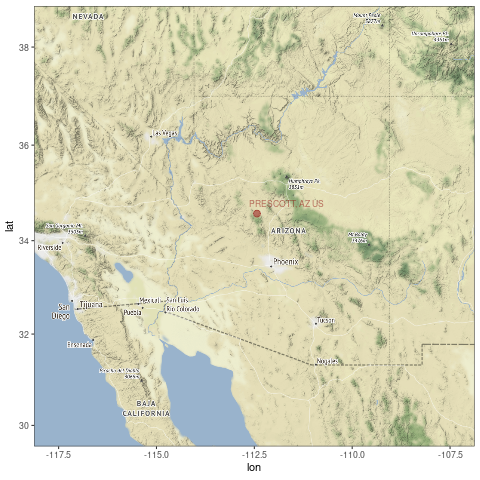 NEVADA
38
Las Vegas
36
Humphreys Pk
PRESCOTT,AZ US
ARIZONA
34
Riverside
Phoenix
San
Diego
Tijuana
Mexicali
San Luis
Rio Colorado
Puebla
Tucson
32
Ensenada
Nogales
BAJA
CALIFORNIA
30
-117.5
-115.0
-112.5
-110.0
-107.5
lon
lat